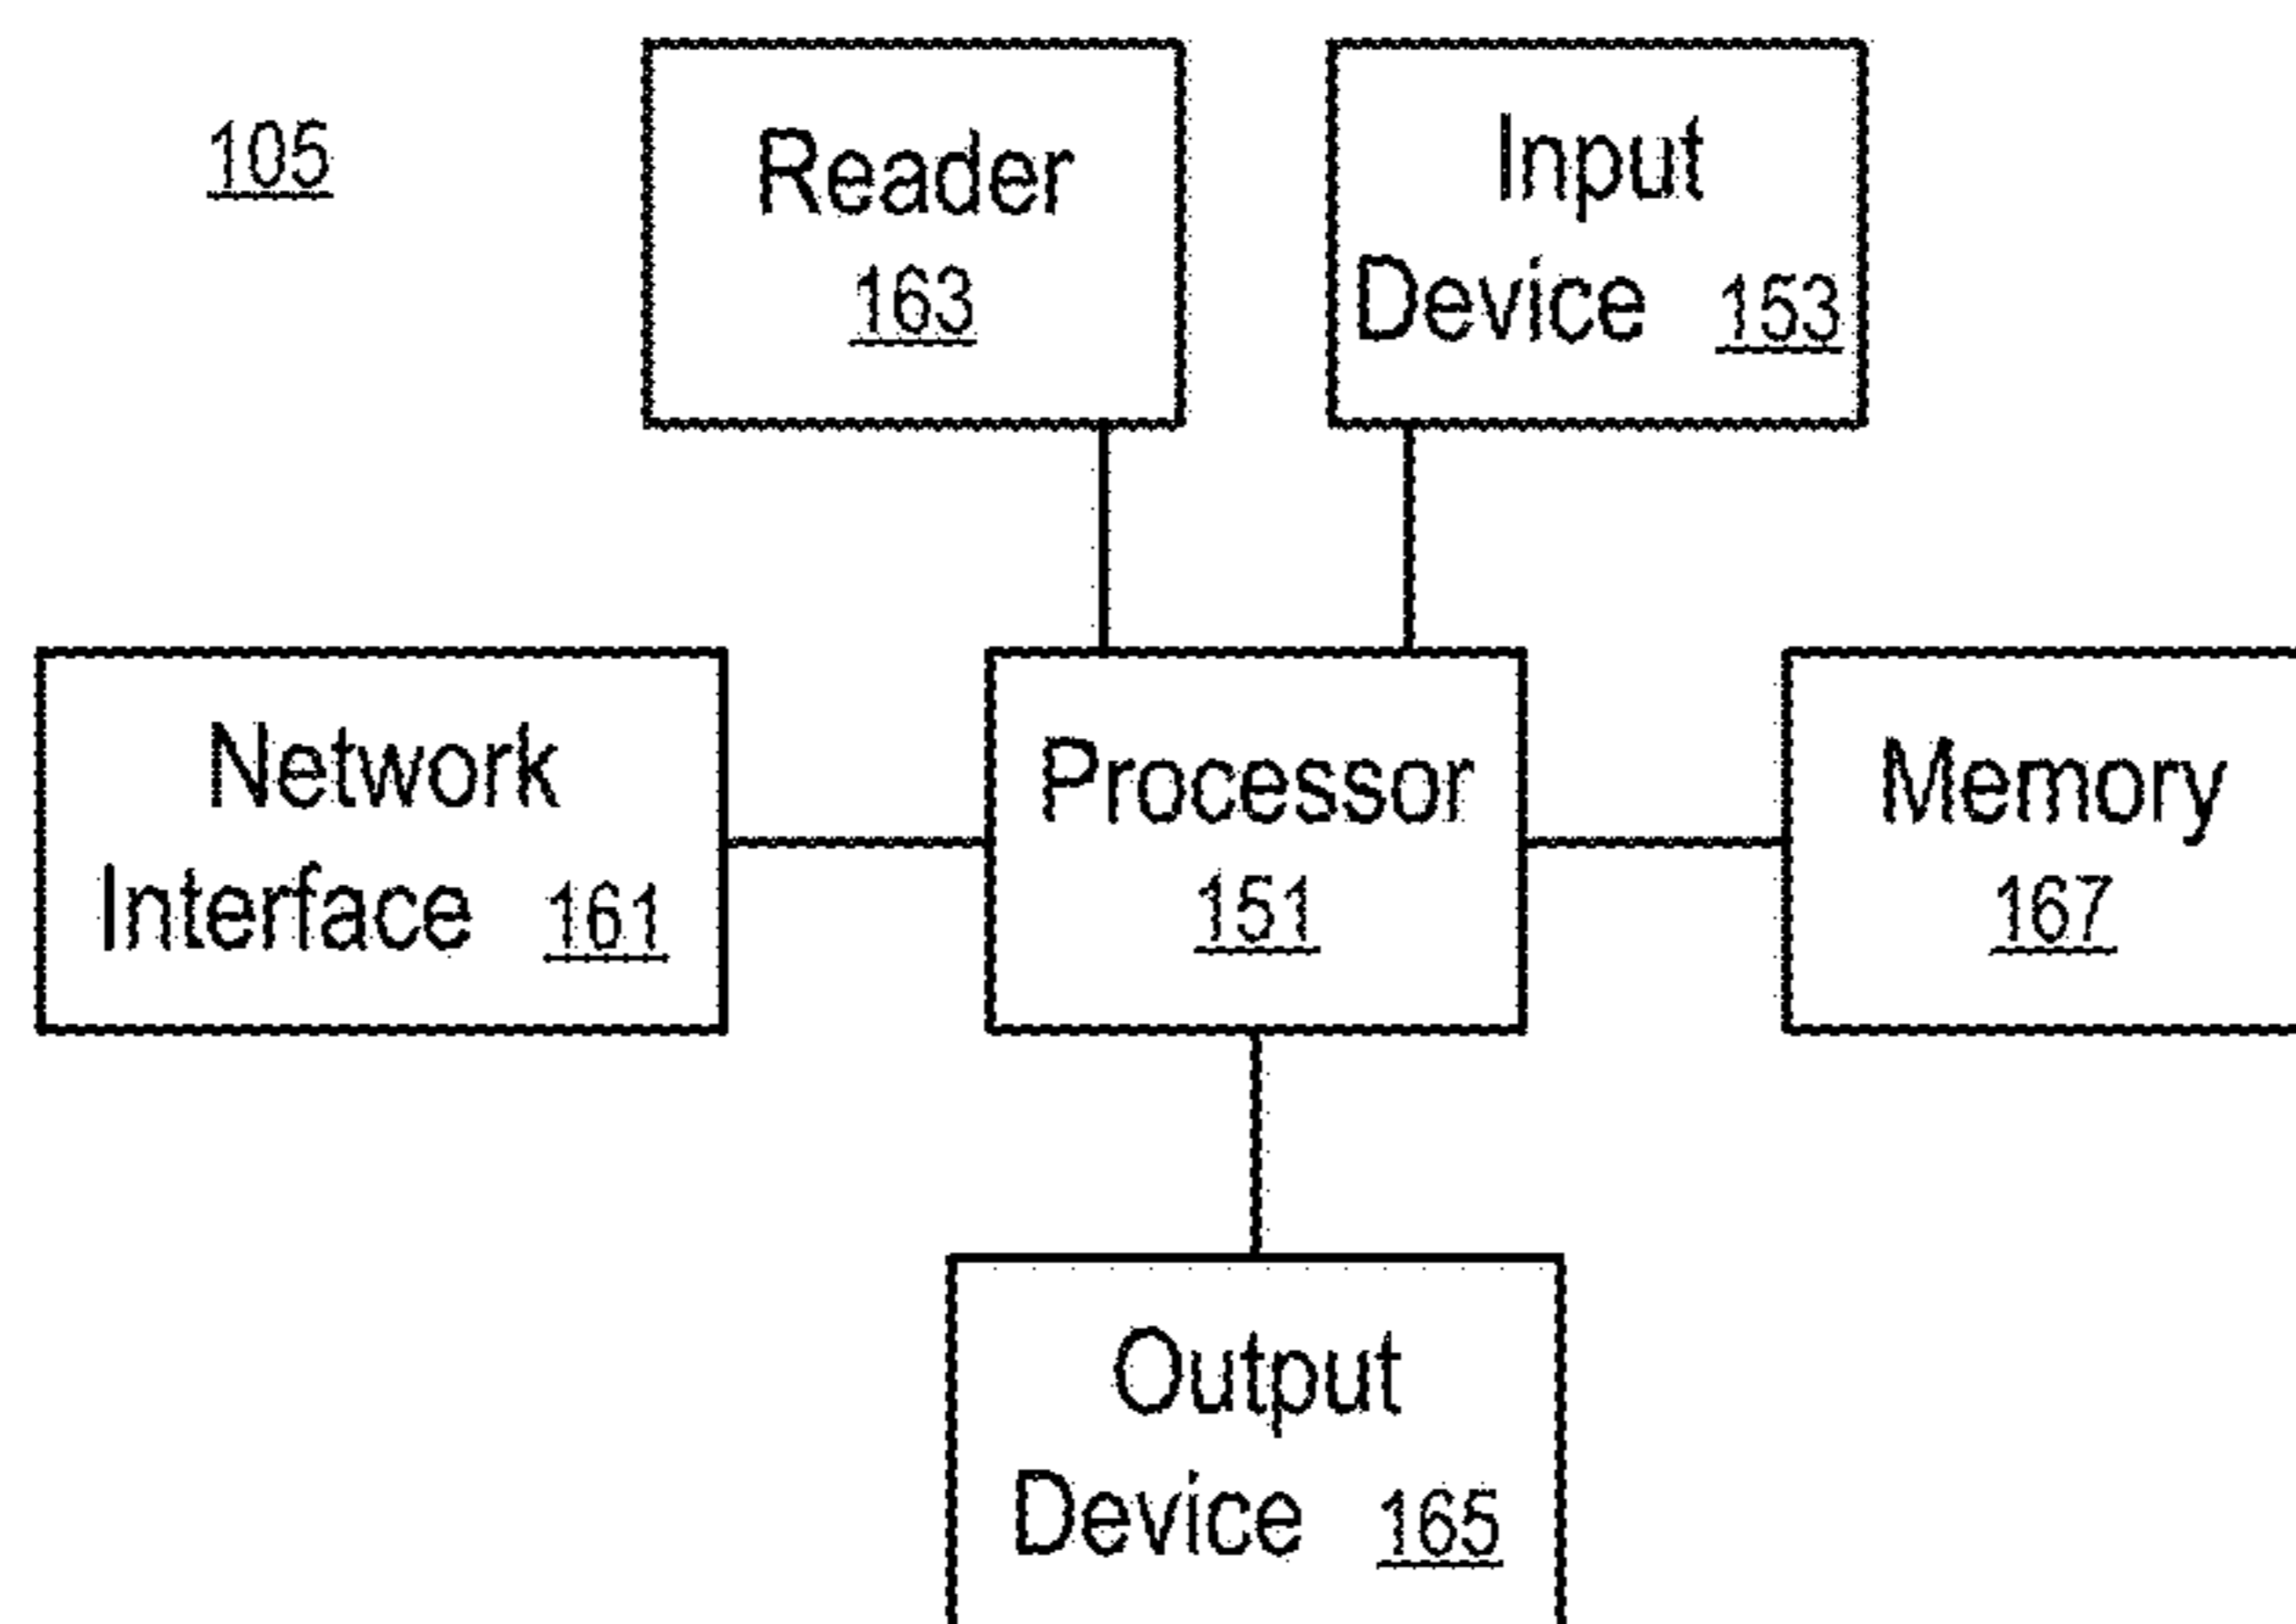 105
Reader
163
Input
Device 153
Network
Interface 161
Processor
151
Memory
167
Output
Device 165